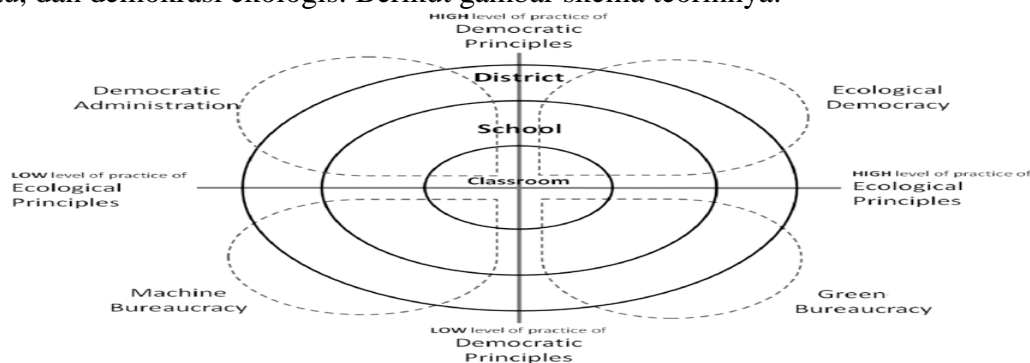 dan demokrasi ekologis. Berikut gambar skema teorinnya.
HIGH level of practice of
Democratic
Principles
District
Democratic
Administration
Ecological
Democracy
School
LOW level of practice of
Ecological
Principles
Classroom
HIGH level of practice of
Ecological
Principles
Machine
Bureaucracy
Green
Bureaucracy
LOW level of practice of
Democratic
Principles